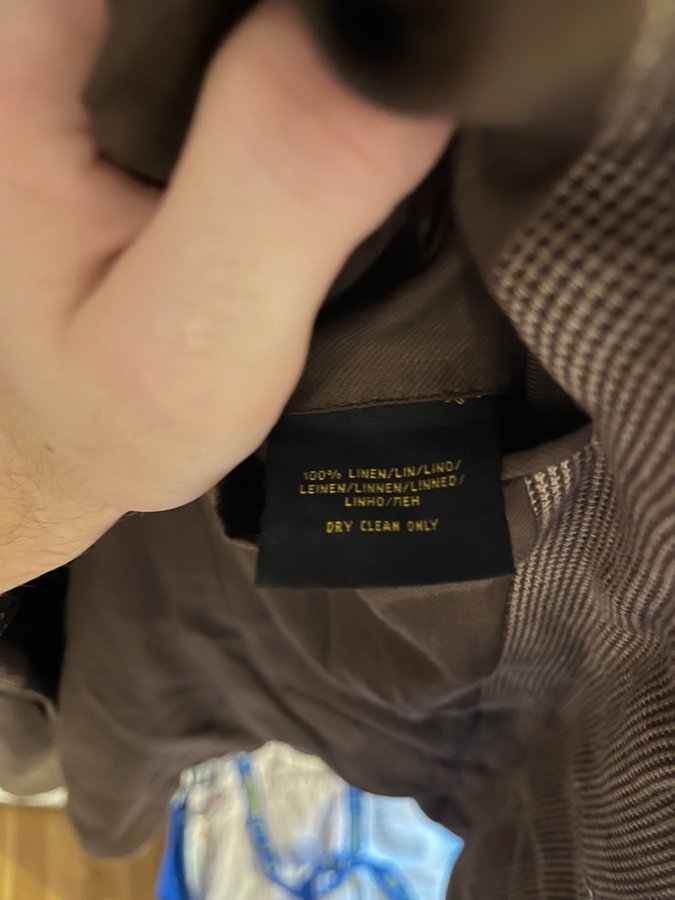 100% LINEN/LIN/LINO/
LEINEN/LINNEN/LINNED/
LINHO/ЛЕН
DRY CLEAN ONLY